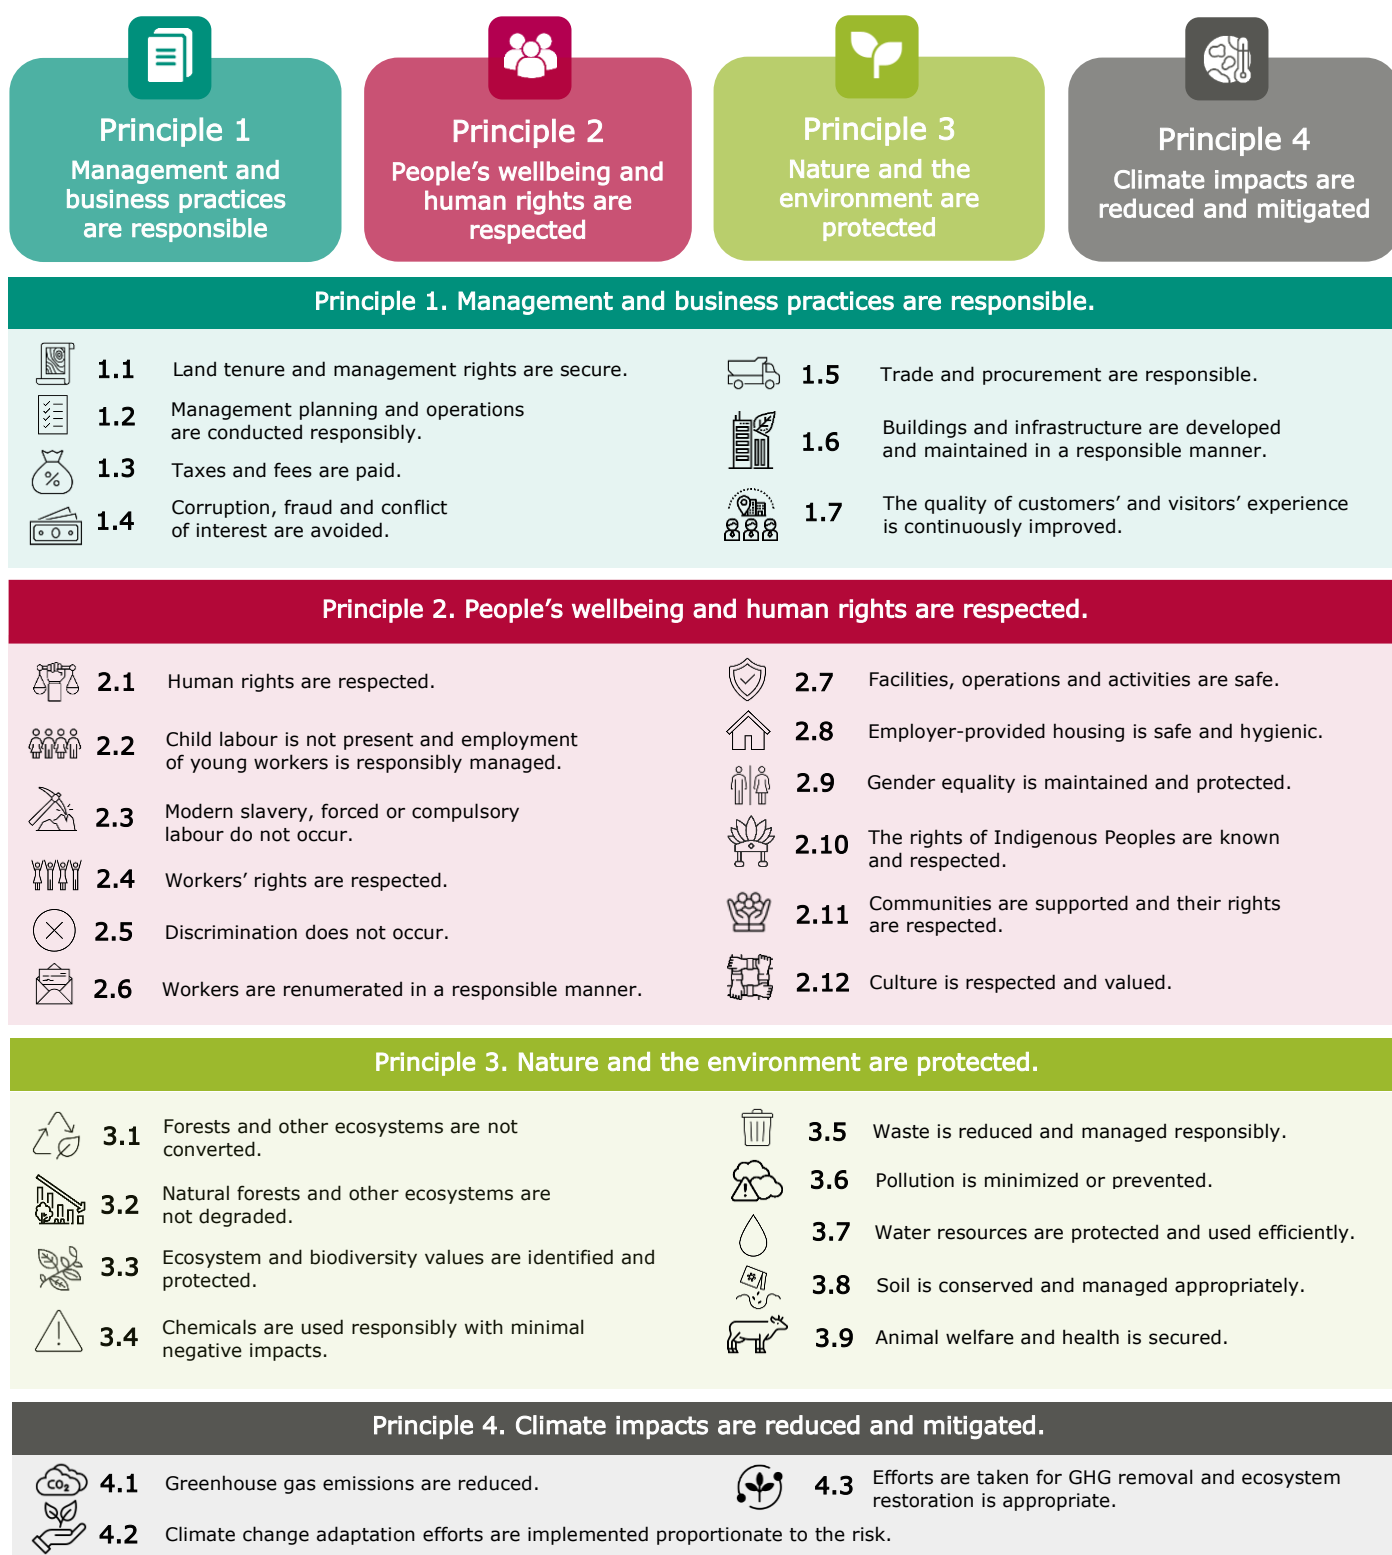 Principle 1
Management and
business practices
are responsible
Principle 2
People’s wellbeing and
human rights are
respected
Principle 3
Nature and the
environment are
protected
Principle 4
Climate impacts are
reduced and mitigated
Principle 1. Management and business practices are responsible.
1.1 Land tenure and management rights are secure.
1.2 Management planning and operations
are conducted responsibly.
1.3 Taxes and fees are paid.
%
1.4 Corruption, fraud and conflict
of interest are avoided.
1.5 Trade and procurement are responsible.
1.6 Buildings and infrastructure are developed
and maintained in a responsible manner.
1.7 The quality of customers’ and visitors’ experience
is continuously improved.
Principle 2. People’s wellbeing and human rights are respected.
2.1 Human rights are respected.
2.2 Child labour is not present and employment
of young workers is responsibly managed.
2.3 Modern slavery, forced or compulsory
labour do not occur.
2.4 Workers’ rights are respected.
2.5 Discrimination does not occur.
2.6 Workers are renumerated in a responsible manner.
2.7 Facilities, operations and activities are safe.
2.8 Employer-provided housing is safe and hygienic.
2.9 Gender equality is maintained and protected.
2.10 The rights of Indigenous Peoples are known
and respected.
2.11 Communities are supported and their rights
are respected.
2.12 Culture is respected and valued.
Principle 3. Nature and the environment are protected.
3.1 Forests and other ecosystems are not
converted.
3.2 Natural forests and other ecosystems are
not degraded.
3.3 Ecosystem and biodiversity values are identified and
protected.
3.4 Chemicals are used responsibly with minimal
negative impacts.
3.5 Waste is reduced and managed responsibly.
3.6 Pollution is minimized or prevented.
3.7 Water resources are protected and used efficiently.
3.8 Soil is conserved and managed appropriately.
3.9 Animal welfare and health is secured.
Principle 4. Climate impacts are reduced and mitigated.
CO₂
4.1 Greenhouse gas emissions are reduced.
4.2 Climate change adaptation efforts are implemented proportionate to the risk.
4.3 Efforts are taken for GHG removal and ecosystem
restoration is appropriate.